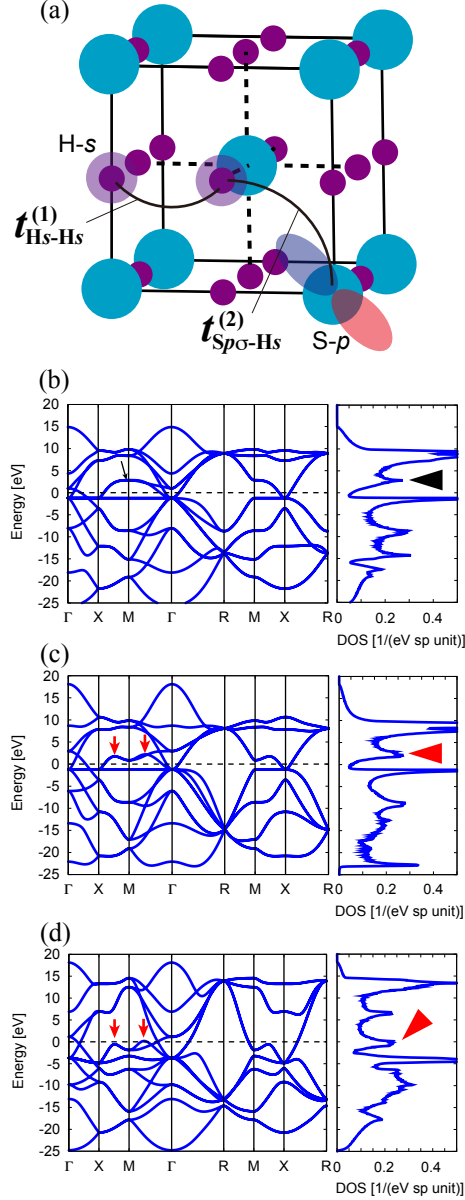 (a)
H-s
t(1)Hs-Hs
t(2)Spσ-Hs
S-p
(b)
Energy [eV]
20
15
10
5
0
-5
-10
-15
-20
-25
Γ X M Γ R M X R 0 0.2 0.4
DOS [1/(eV sp unit)]
(c)
Energy [eV]
20
15
10
5
0
-5
-10
-15
-20
-25
Γ X M Γ R M X R 0 0.2 0.4
DOS [1/(eV sp unit)]
(d)
Energy [eV]
20
15
10
5
0
-5
-10
-15
-20
-25
Γ X M Γ R M X R 0 0.2 0.4
DOS [1/(eV sp unit)]